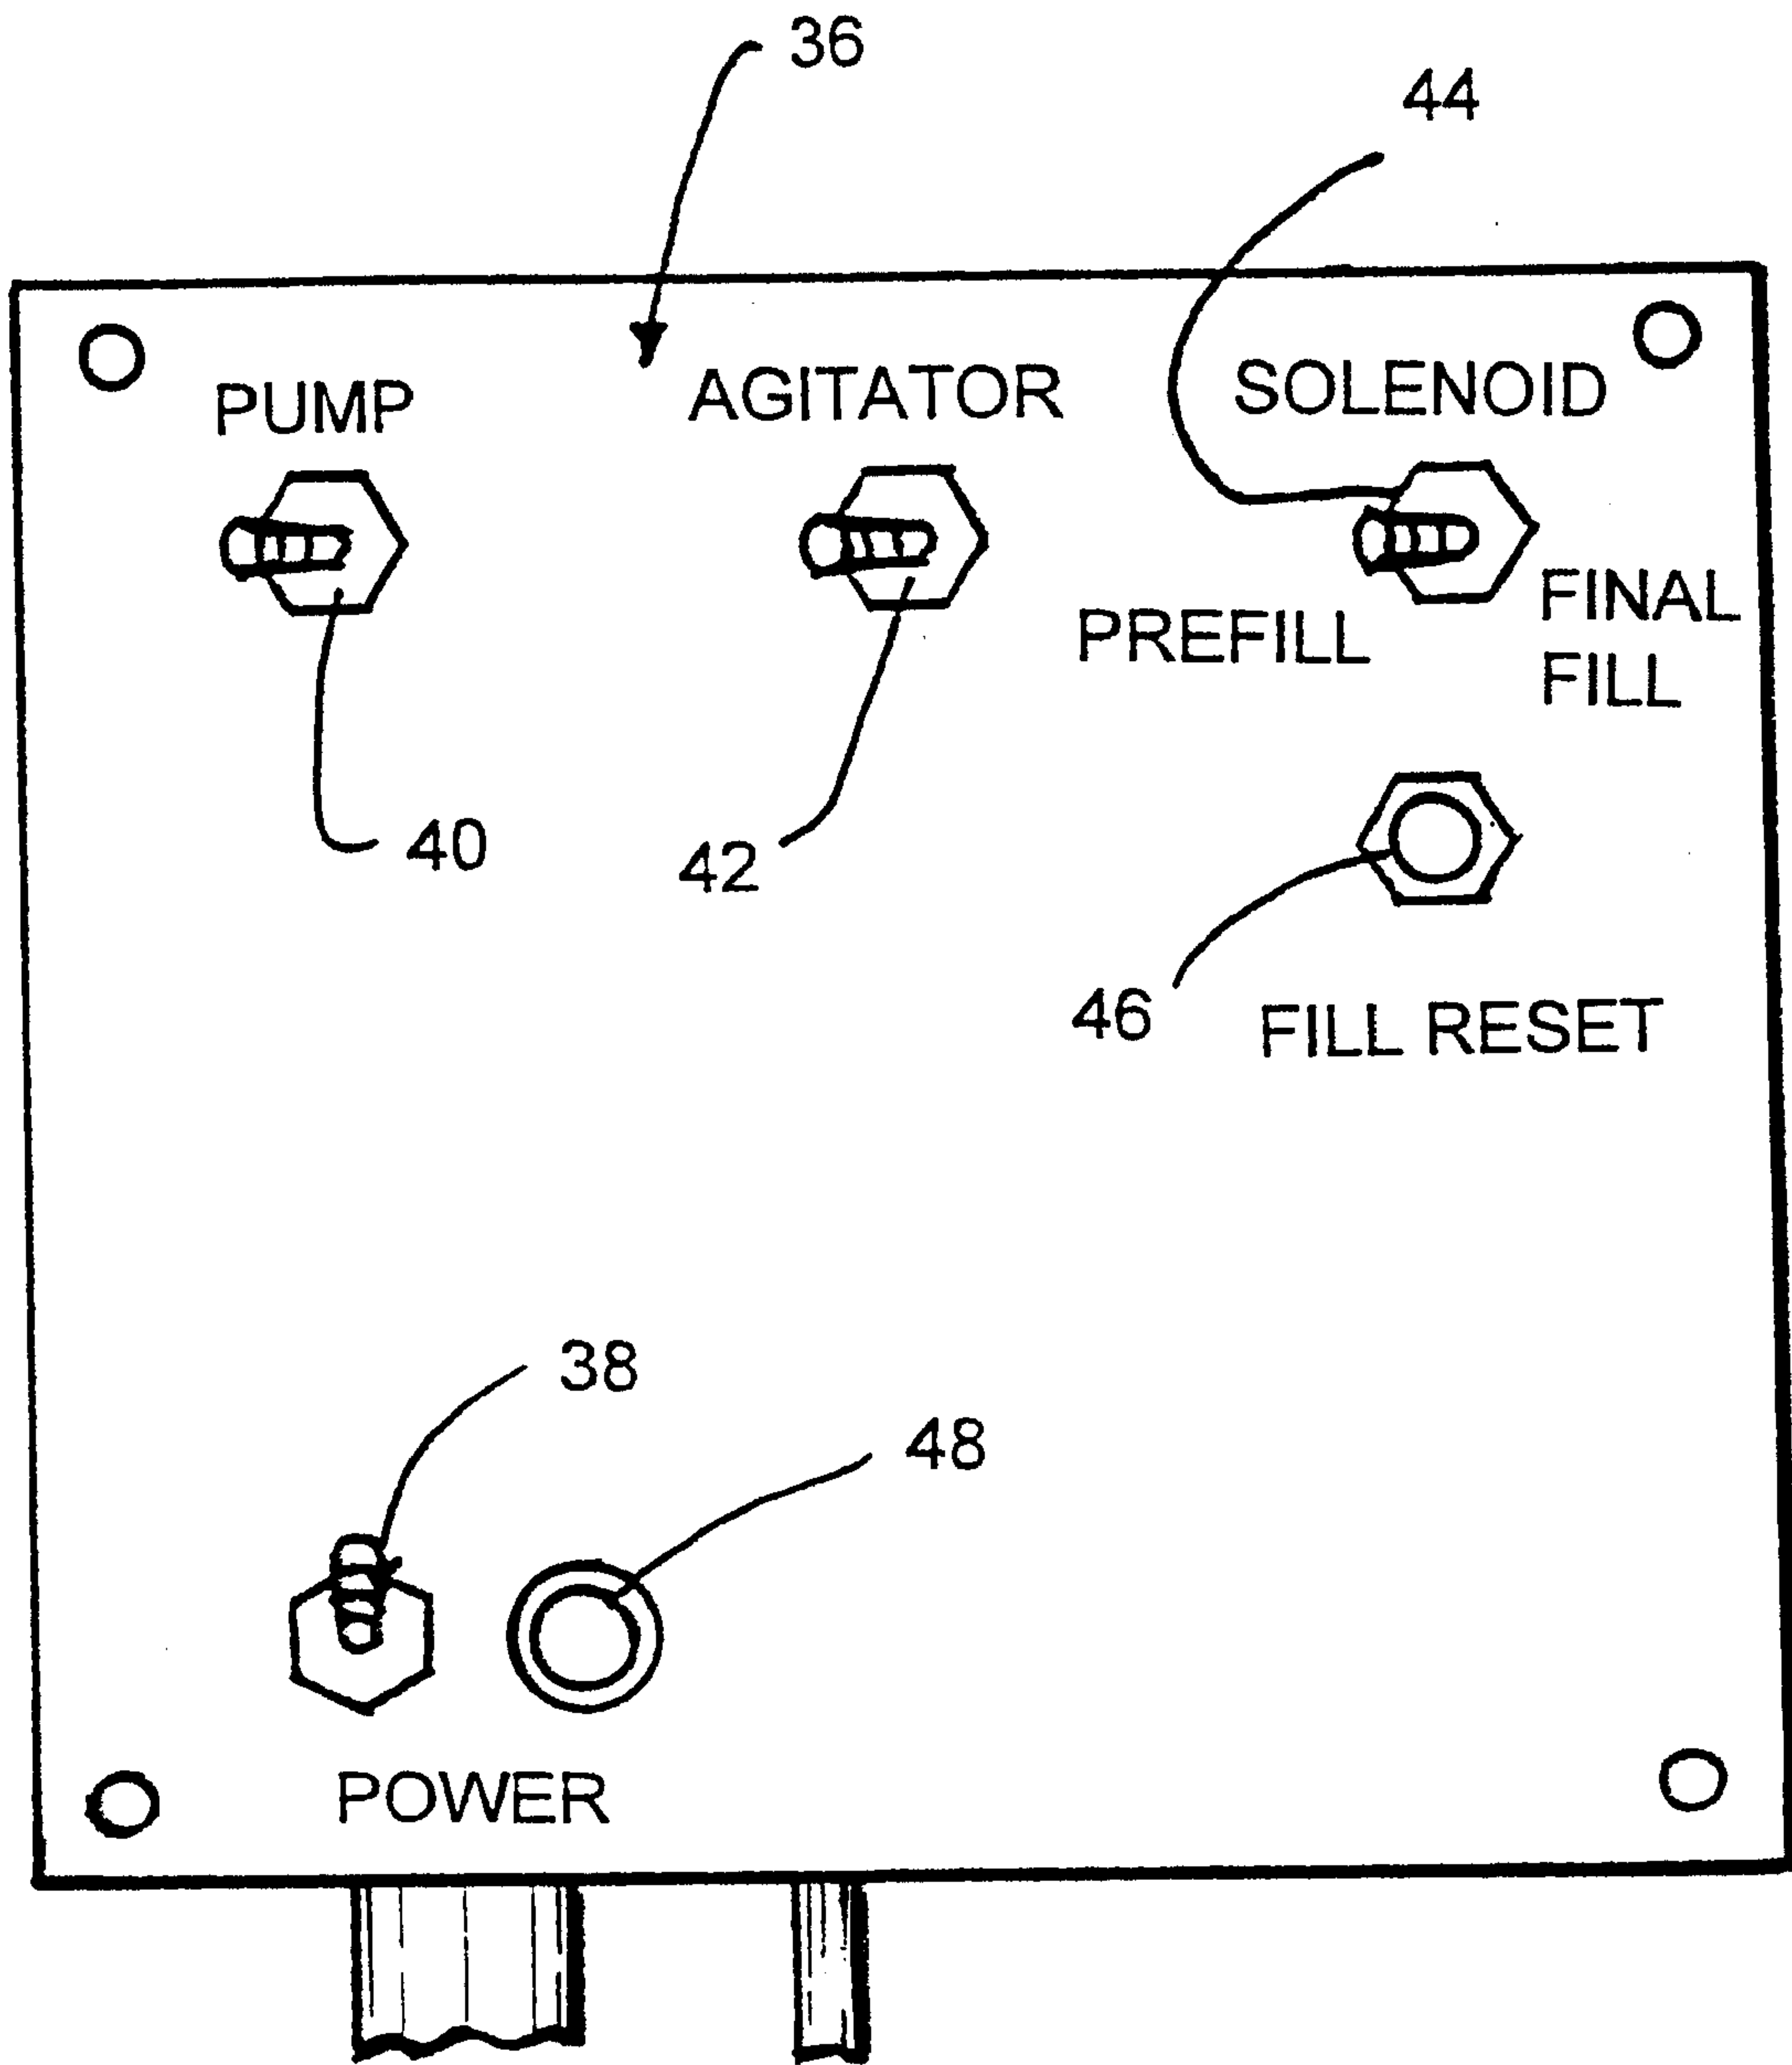 36
44
PUMP
AGITATOR
SOLENOID
PREFILL
FINAL
FILL
40
42
46
FILL RESET
38
48
POWER